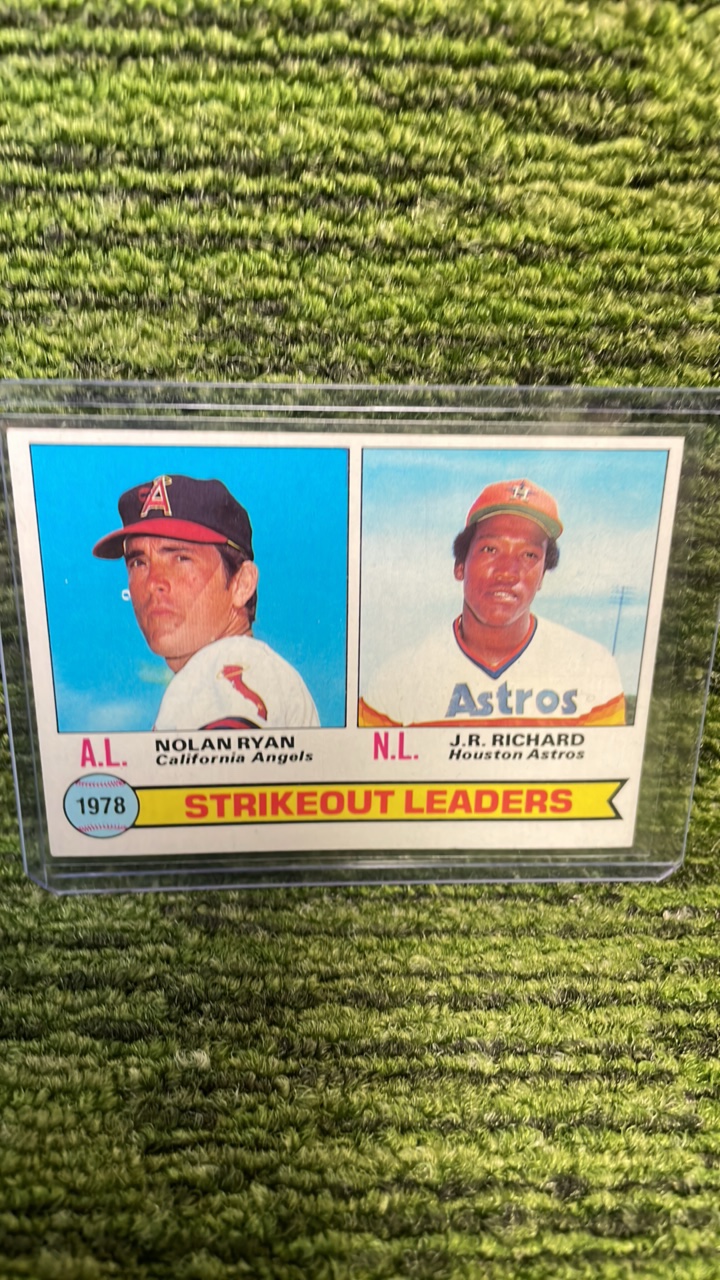 A
H
Astros
A.L.
NOLAN RYAN
California Angels
N.L.
J.R. RICHARD
Houston Astros
1978
STRIKEOUT LEADERS